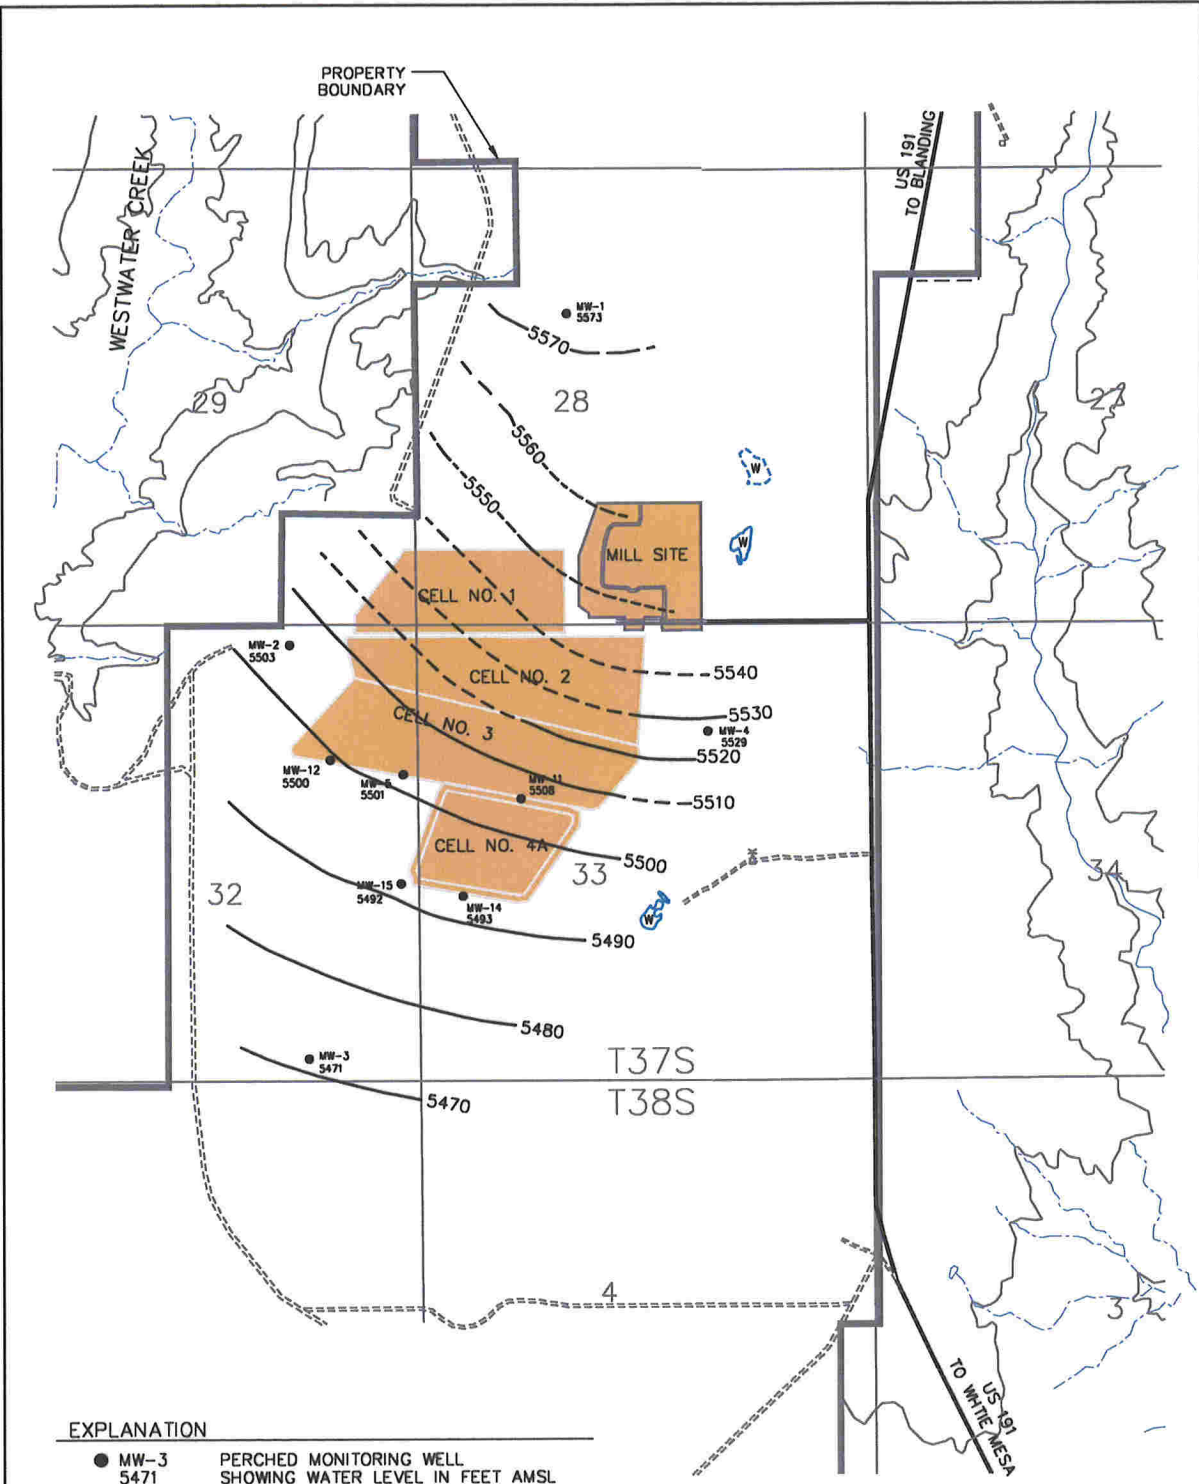 PROPERTY
BOUNDARY
US 191
TO BLANDING
WESTWATER CREEK
MW-1
5573
5570
29
28
27
5560
W
5550
W
MILL SITE
CELL NO. 1
MW-2
5503
5540
CELL NO. 2
5530
CELL NO. 3
MW-4
5529
5520
MW-12
5500
MW-5
5501
MW-11
5508
5510
CELL NO. 4A
5500
33
34
32
MW-15
5492
MW-14
5493
W
5490
5480
MW-3
5471
T37S
T38S
5470
4
3
US 191
TO WHTIE MESA
EXPLANATION
MW-3 PERCHED MONITORING WELL
5471 SHOWING WATER LEVEL IN FEET AMSL